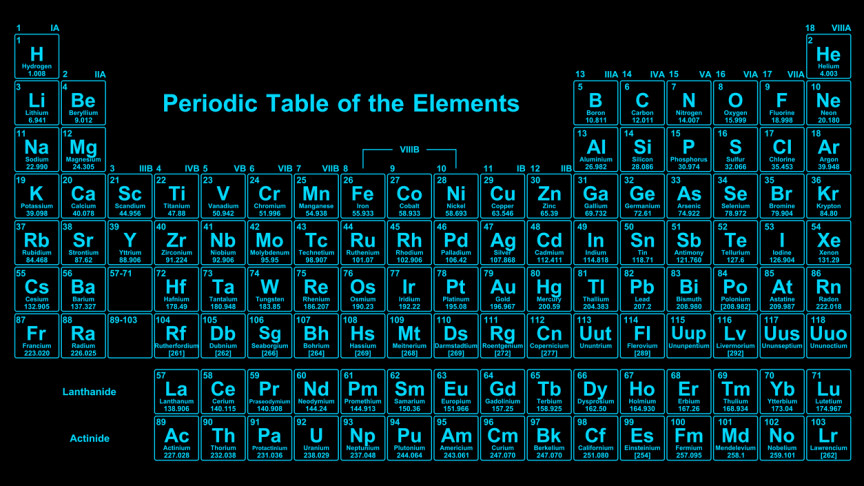 1 IA 18 VIIIA
1 2
H He
Hydrogen Helium
1.008 2 IIA 13 IIIA 14 IVA 15 VA 16 VIA 17 VIIA 4.003
3 4 5 6 7 8 9 10
Li Be Periodic Table of the Elements B C N O F Ne
Lithium Beryllium Boron Carbon Nitrogen Oxygen Fluorine Neon
6.941 9.012 10.811 12.011 14.007 15.999 18.998 20.180
11 12 13 14 15 16 17 18
Na Mg VIIIB Al Si P S Cl Ar
Sodium Magnesium Aluminium Silicon Phosphorus Sulfur Chlorine Argon
22.990 24.305 3 IIIB 4 IVB 5 VB 6 VIB 7 VIIB 8 9 10 11 IB 12 IIB 26.982 28.086 30.974 32.066 35.453 39.948
19 20 21 22 23 24 25 26 27 28 29 30 31 32 33 34 35 36
K Ca Sc Ti V Cr Mn Fe Co Ni Cu Zn Ga Ge As Se Br Kr
Potassium Calcium Scandium Titanium Vanadium Chromium Manganese Iron Cobalt Nickel Copper Zinc Gallium Germanium Arsenic Selenium Bromine Krypton
39.098 40.078 44.956 47.88 50.942 51.996 54.938 55.933 58.933 58.693 63.546 65.39 69.732 72.61 74.922 78.972 79.904 84.80
37 38 39 40 41 42 43 44 45 46 47 48 49 50 51 52 53 54
Rb Sr Y Zr Nb Mo Tc Ru Rh Pd Ag Cd In Sn Sb Te I Xe
Rubidium Strontium Yttrium Zirconium Niobium Molybdenum Technetium Ruthenium Rhodium Palladium Silver Cadmium Indium Tin Antimony Tellurium Iodine Xenon
84.468 87.62 88.906 91.224 92.906 95.95 98.907 101.07 102.906 106.42 107.868 112.411 114.818 118.71 121.760 127.6 126.904 131.29
55 56 57-71 72 73 74 75 76 77 78 79 80 81 82 83 84 85 86
Cs Ba Hf Ta W Re Os Ir Pt Au Hg Tl Pb Bi Po At Rn
Cesium Barium Hafnium Tantalum Tungsten Rhenium Osmium Iridium Platinum Gold Mercury Thallium Lead Bismuth Polonium Astatine Radon
132.905 137.327 178.49 180.948 183.85 186.207 190.23 192.22 195.08 196.967 200.59 204.383 207.2 208.980 [208.982] 209.987 222.018
87 88 89-103 104 105 106 107 108 109 110 111 112 113 114 115 116 117 118
Fr Ra Rf Db Sg Bh Hs Mt Ds Rg Cn Uut Fl Uup Lv Uus Uuo
Francium Radium Rutherfordium Dubnium Seaborgium Bohrium Hassium Meitnerium Darmstadtium Roentgenium Copernicium Ununtrium Flerovium Ununpentium Livermorium Ununseptium Ununoctium
223.020 226.025 [261] [262] [266] [264] [269] [268] [269] [272] [277] [289] [292]
57 58 59 60 61 62 63 64 65 66 67 68 69 70 71
Lanthanide La Ce Pr Nd Pm Sm Eu Gd Tb Dy Ho Er Tm Yb Lu
Lanthanum Cerium Praseodymium Neodymium Promethium Samarium Europium Gadolinium Terbium Dysprosium Holmium Erbium Thulium Ytterbium Lutetium
138.906 140.115 140.908 144.24 144.913 150.36 151.966 157.25 158.925 162.50 164.930 167.26 168.934 173.04 174.967
89 90 91 92 93 94 95 96 97 98 99 100 101 102 103
Actinide Ac Th Pa U Np Pu Am Cm Bk Cf Es Fm Md No Lr
Actinium Thorium Protactinium Uranium Neptunium Plutonium Americium Curium Berkelium Californium Einsteinium Fermium Mendelevium Nobelium Lawrencium
227.028 232.038 231.036 238.029 237.048 244.064 243.061 247.070 247.070 251.080 [254] 257.095 258.1 259.101 [262]